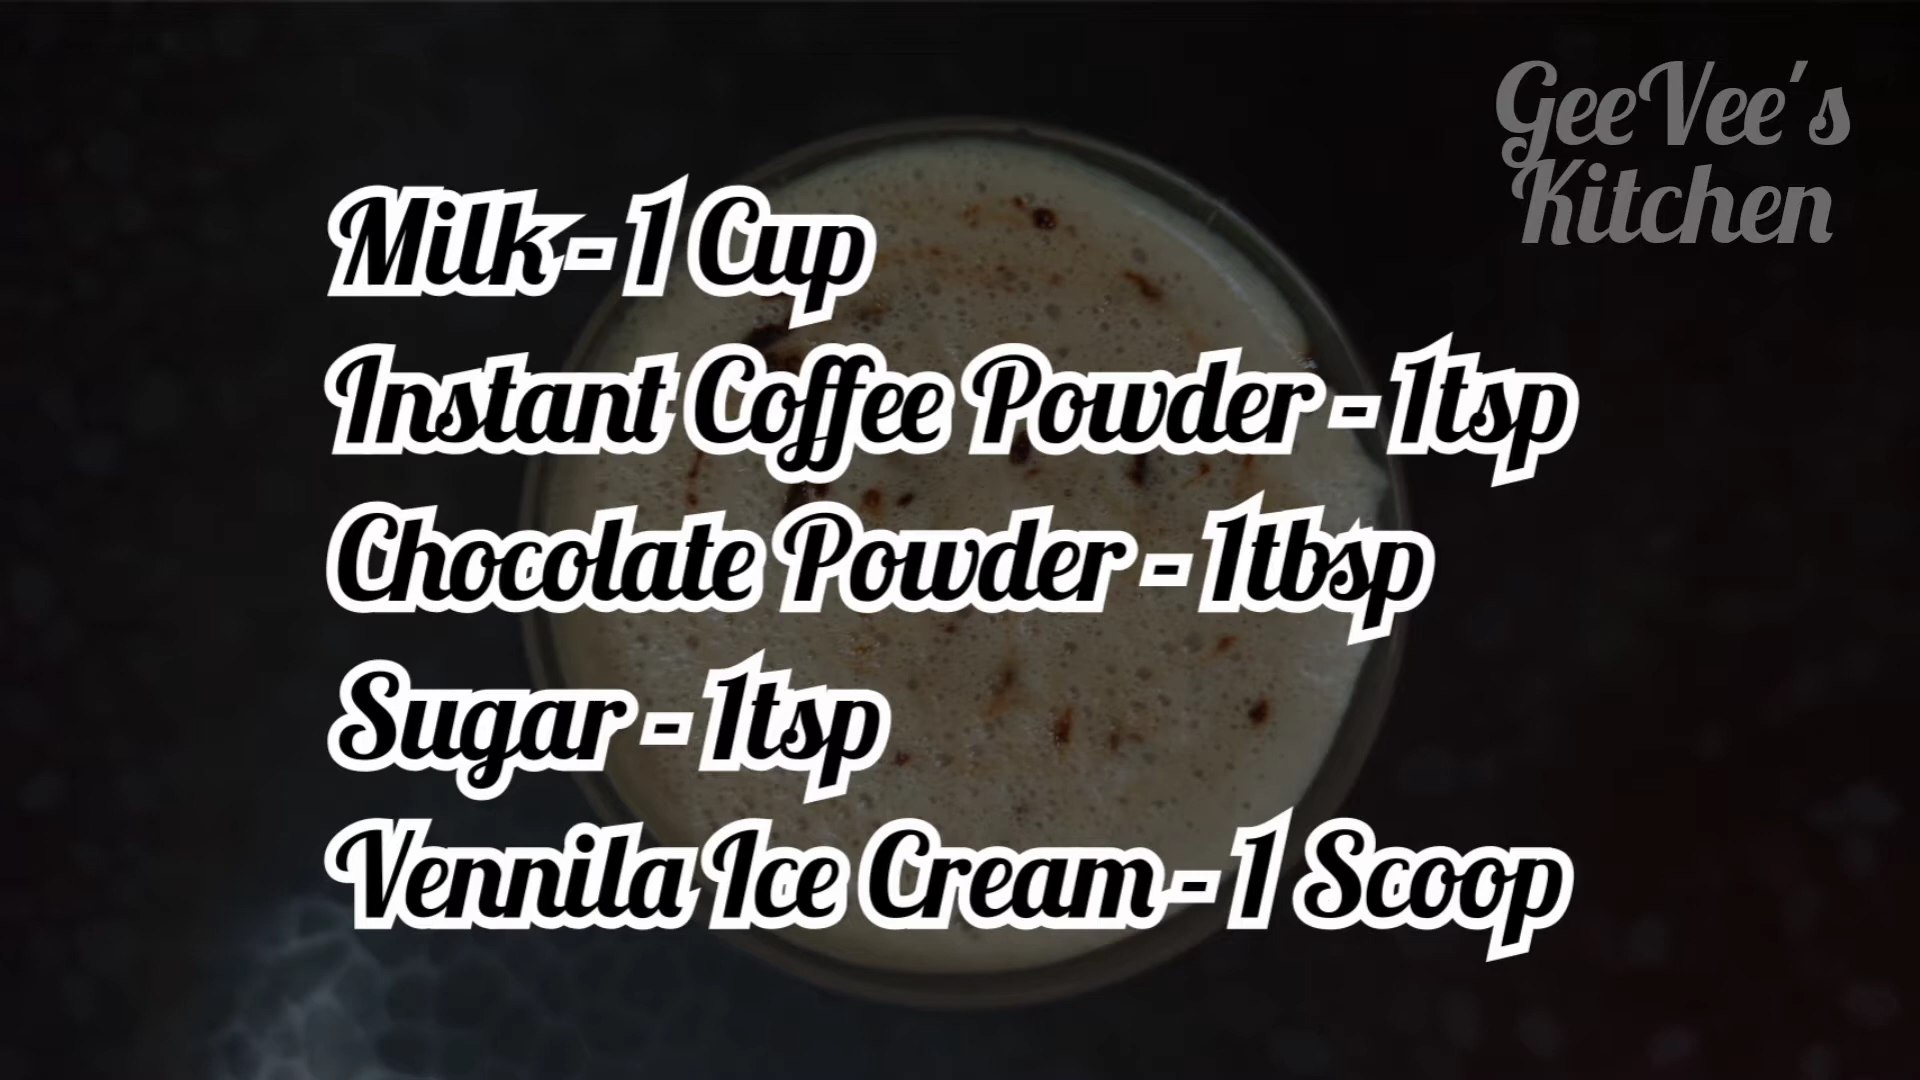 GeeVee's
Kitchen
Milk - 1 Cup
Instant Coffee Powder - 1tsp
Chocolate Powder - 1tbsp
Sugar - 1tsp
Vennila Ice Cream - 1 Scoop